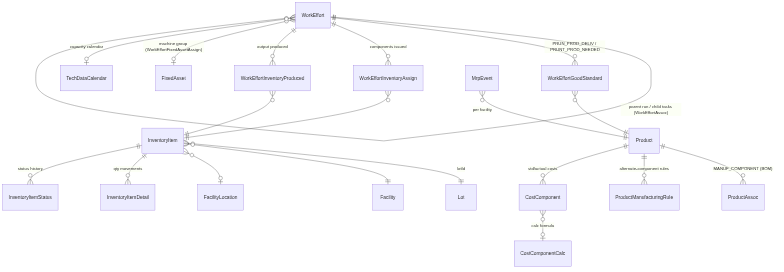 WorkEffort
capacity calendar
machine group
(WorkEffortFixedAssetAssign)
output produced
components issued
PRUN_PROD_DELIV /
PRUNT_PROD_NEEDED
TechDataCalendar
FixedAsset
WorkEffortInventoryProduced
WorkEffortInventoryAssign
MrpEvent
WorkEffortGoodStandard
per facility
parent run / child tasks
(WorkEffortAssoc)
InventoryItem
Product
status history
qty movements
lotId
std/actual costs
alternate component rules
MANUF_COMPONENT (BOM)
InventoryItemStatus
InventoryItemDetail
FacilityLocation
Facility
Lot
CostComponent
ProductManufacturingRule
ProductAssoc
calc formula
CostComponentCalc